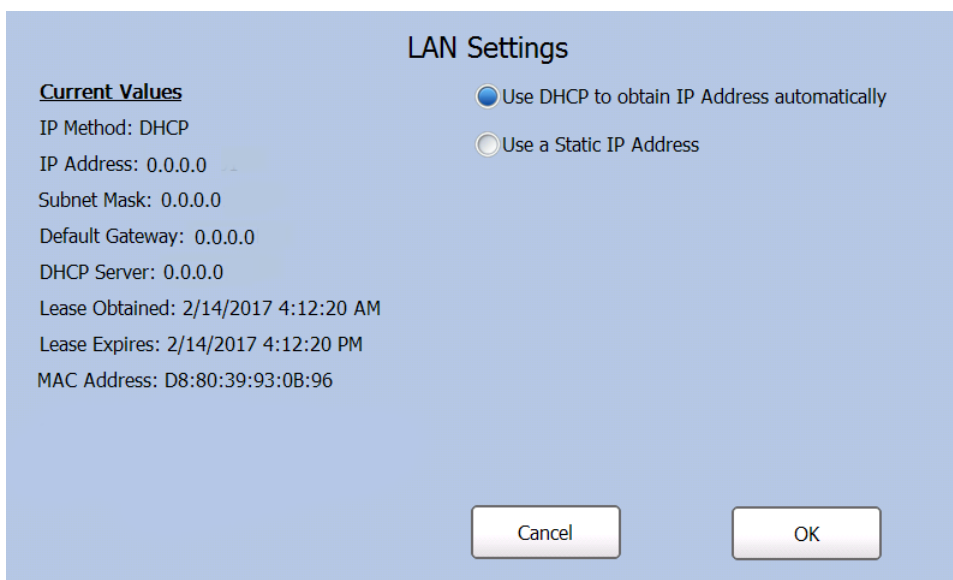 LAN Settings
Current Values
IP Method: DHCP
IP Address: 0.0.0.0
Subnet Mask: 0.0.0.0
Default Gateway: 0.0.0.0
DHCP Server: 0.0.0.0
Lease Obtained: 2/14/2017 4:12:20 AM
Lease Expires: 2/14/2017 4:12:20 PM
MAC Address: D8:80:39:93:0B:96
Use DHCP to obtain IP Address automatically
Use a Static IP Address
Cancel
OK